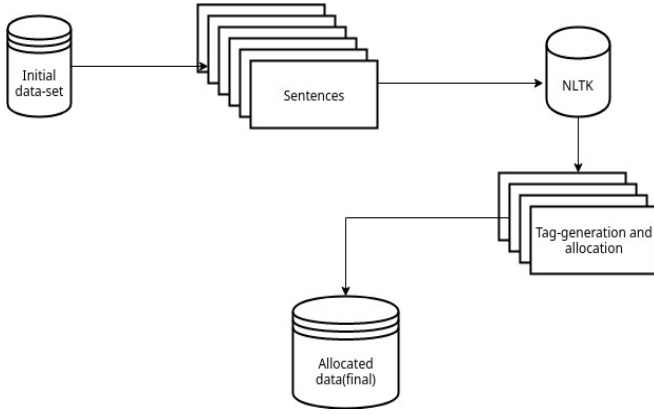 Initial
data-set
Sentences
NLTK
Tag-generation and
allocation
Allocated
data(final)